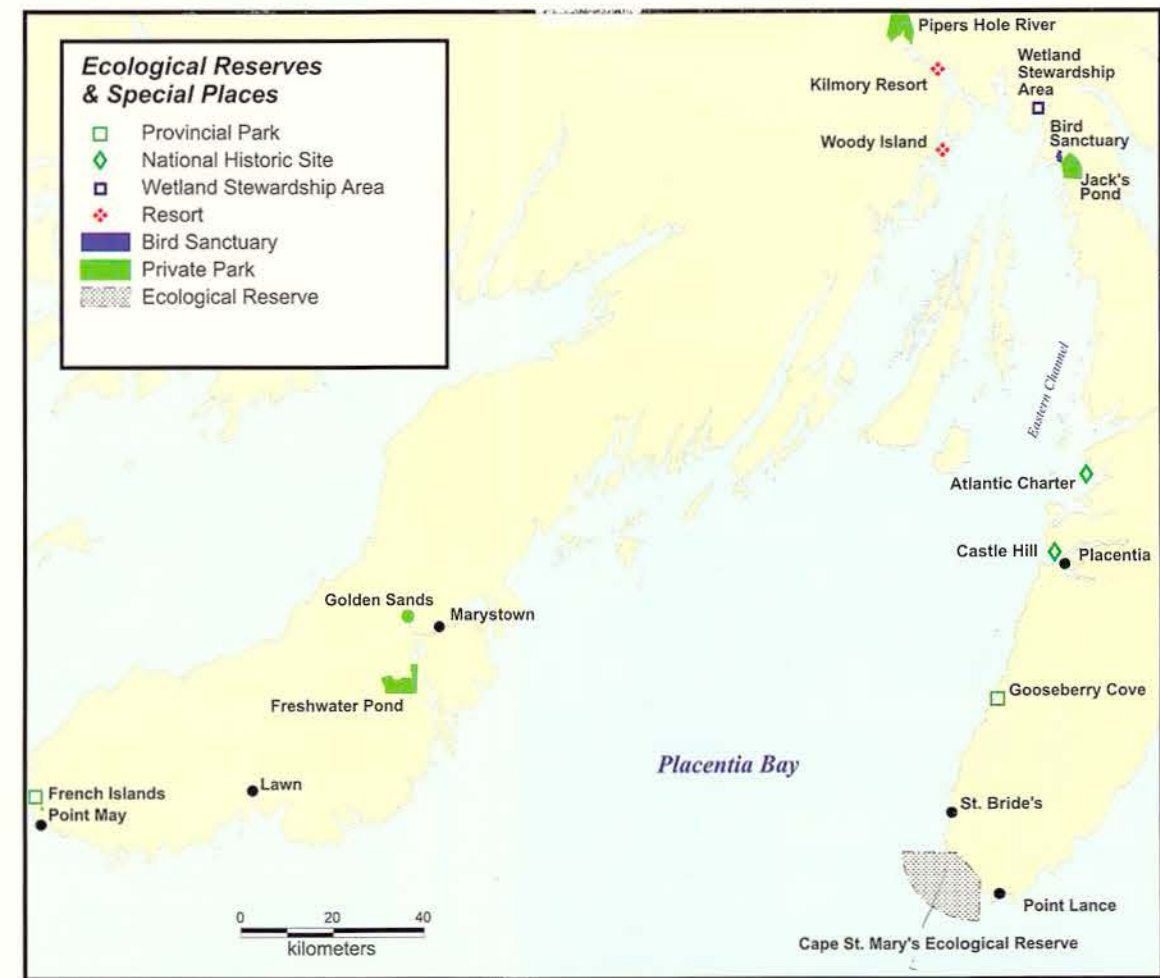 Ecological Reserves
& Special Places
Provincial Park
National Historic Site
Wetland Stewardship Area
Resort
Bird Sanctuary
Private Park
Ecological Reserve
Pipers Hole River
Kilmory Resort
Wetland
Stewardship
Area
Woody Island
Bird
Sanctuary
Jack's
Pond
Eastern Channel
Atlantic Charter
Castle Hill
Placentia
Golden Sands
Marystown
Freshwater Pond
Gooseberry Cove
Placentia Bay
French Islands
Point May
Lawn
St. Bride's
Point Lance
Cape St. Mary's Ecological Reserve
0 20 40
kilometers